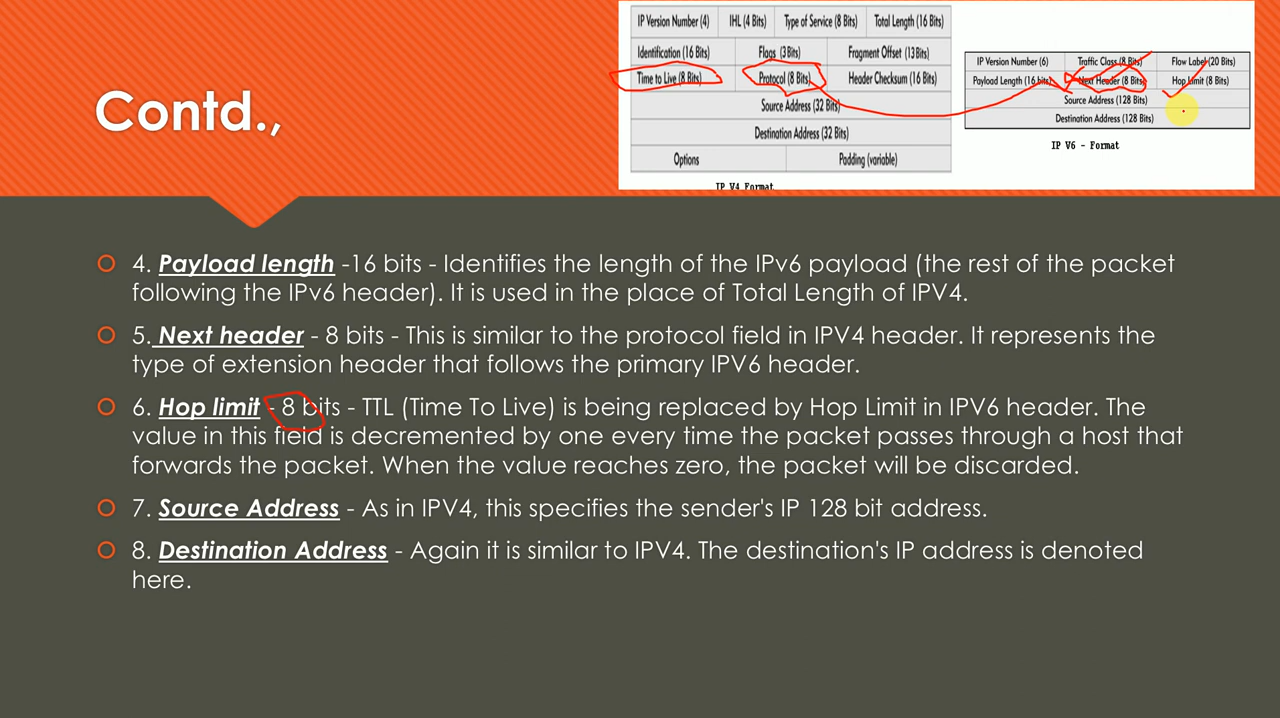 Contd.,
IP Version Number (4) IHL (4 Bits) Type of Service (8 Bits) Total Length (16 Bits)
Identification (16 Bits) Flags (3Bits) Fragment Offset (13Bits)
Time to Live (8 Bits) Protocol (8 Bits) Header Checksum (16 Bits)
Source Address (32 Bits)
Destination Address (32 Bits)
Options Padding (variable)
IP V4 Format
IP Version Number (6) Traffic Class (8 Bits) Flow Label (20 Bits)
Payload Length (16 bits) Next Header (8 Bits) Hop limit (8 Bits)
Source Address (128 Bits)
Destination Address (128 Bits)
IP V6 - Format
4. Payload length -16 bits - Identifies the length of the IPv6 payload (the rest of the packet
following the IPv6 header). It is used in the place of Total Length of IPV4.
5. Next header - 8 bits - This is similar to the protocol field in IPV4 header. It represents the
type of extension header that follows the primary IPV6 header.
6. Hop limit - 8 bits - TTL (Time To Live) is being replaced by Hop Limit in IPV6 header. The
value in this field is decremented by one every time the packet passes through a host that
forwards the packet. When the value reaches zero, the packet will be discarded.
7. Source Address - As in IPV4, this specifies the sender's IP 128 bit address.
8. Destination Address - Again it is similar to IPV4. The destination's IP address is denoted
here.